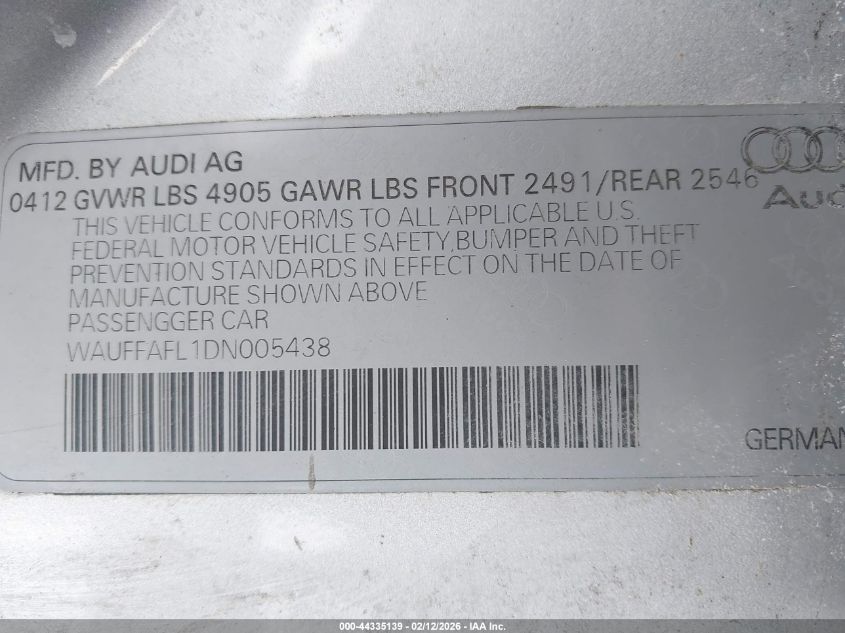 MFD. BY AUDI AG
0412 GVWR LBS 4905 GAWR LBS FRONT 2491/REAR 2546
Aud
THIS VEHICLE CONFORMS TO ALL APPLICABLE U.S.
FEDERAL MOTOR VEHICLE SAFETY,BUMPER AND THEFT
PREVENTION STANDARDS IN EFFECT ON THE DATE OF
MANUFACTURE SHOWN ABOVE
PASSENGGER CAR
WAUFFAFL1DN005438
GERMAN
000-44335139 - 02/12/2026 - IAA Inc.